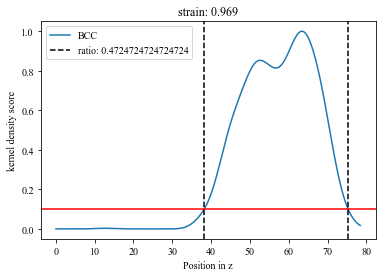 strain: 0.969
BCC
ratio: 0.4724724724724724
kernel density score
1.0
0.8
0.6
0.4
0.2
0.0
0 10 20 30 40 50 60 70 80
Position in z